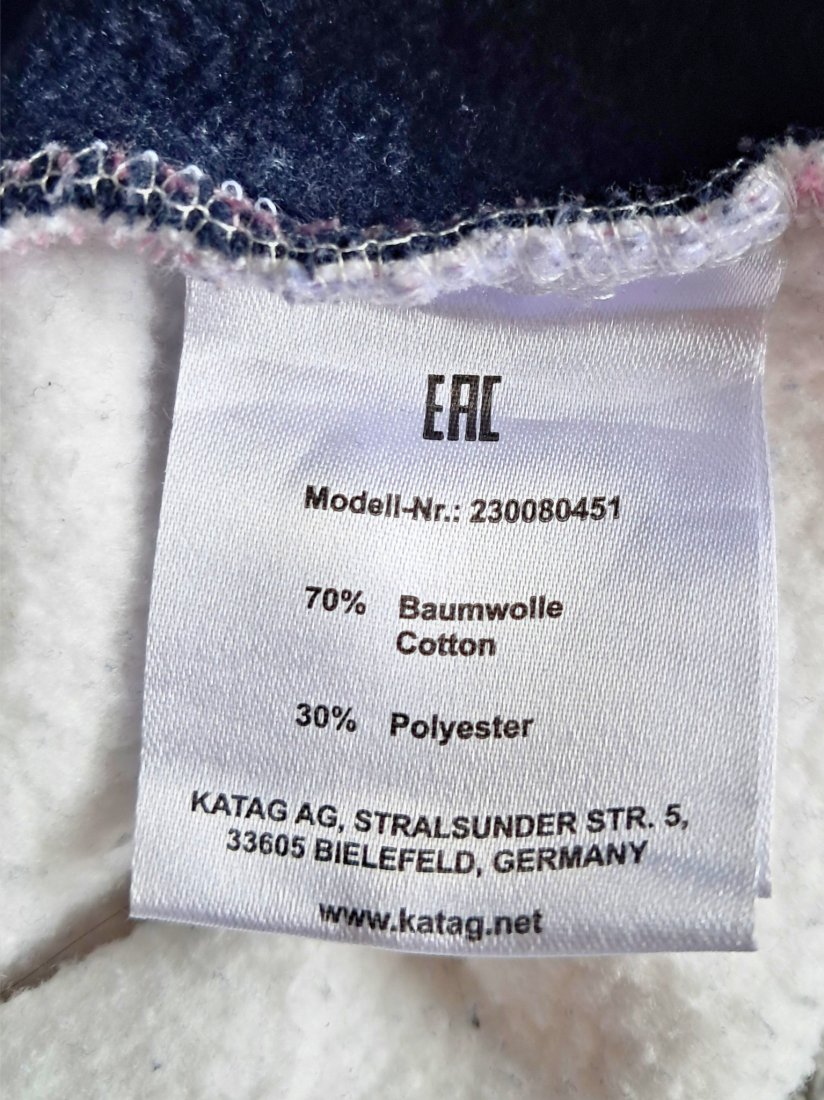 EAC
Modell-Nr.: 230080451
70% Baumwolle
Cotton
30% Polyester
KATAG AG, STRALSUNDER STR. 5,
33605 BIELEFELD, GERMANY
www.katag.net